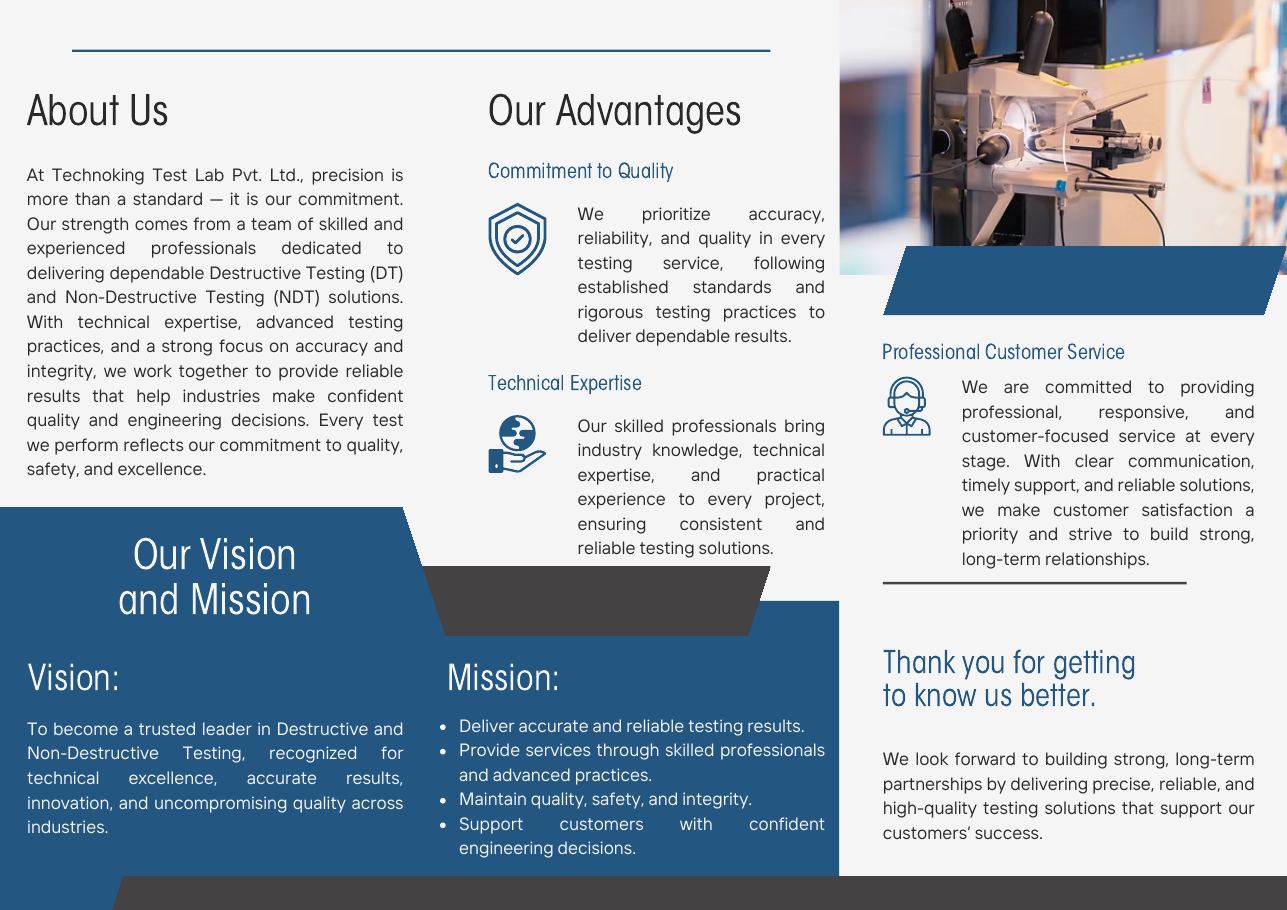 About Us
At Technoking Test Lab Pvt. Ltd., precision is
more than a standard — it is our commitment.
Our strength comes from a team of skilled and
experienced professionals dedicated to
delivering dependable Destructive Testing (DT)
and Non-Destructive Testing (NDT) solutions.
With technical expertise, advanced testing
practices, and a strong focus on accuracy and
integrity, we work together to provide reliable
results that help industries make confident
quality and engineering decisions. Every test
we perform reflects our commitment to quality,
safety, and excellence.
Our Vision
and Mission
Vision:
To become a trusted leader in Destructive and
Non-Destructive Testing, recognized for
technical excellence, accurate results,
innovation, and uncompromising quality across
industries.
Our Advantages
Commitment to Quality
We prioritize accuracy,
reliability, and quality in every
testing service, following
established standards and
rigorous testing practices to
deliver dependable results.
Technical Expertise
Our skilled professionals bring
industry knowledge, technical
expertise, and practical
experience to every project,
ensuring consistent and
reliable testing solutions.
Mission:
• Deliver accurate and reliable testing results.
• Provide services through skilled professionals
and advanced practices.
• Maintain quality, safety, and integrity.
• Support customers with confident
engineering decisions.
Professional Customer Service
We are committed to providing
professional, responsive, and
customer-focused service at every
stage. With clear communication,
timely support, and reliable solutions,
we make customer satisfaction a
priority and strive to build strong,
long-term relationships.
Thank you for getting
to know us better.
We look forward to building strong, long-term
partnerships by delivering precise, reliable, and
high-quality testing solutions that support our
customers’ success.